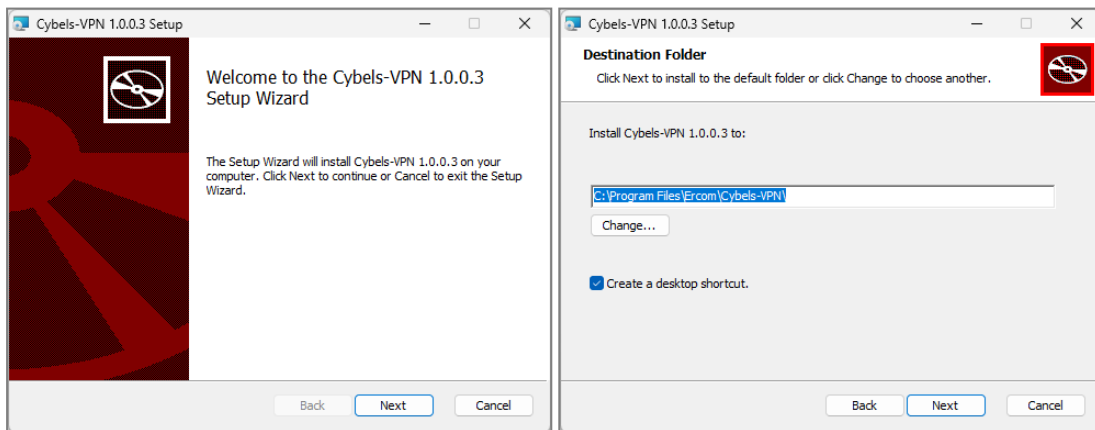 Cybels-VPN 1.0.0.3 Setup
Welcome to the Cybels-VPN 1.0.0.3
Setup Wizard
The Setup Wizard will install Cybels-VPN 1.0.0.3 on your
computer. Click Next to continue or Cancel to exit the Setup
Wizard.
Back
Next
Cancel
Cybels-VPN 1.0.0.3 Setup
Destination Folder
Click Next to install to the default folder or click Change to choose another.
Install Cybels-VPN 1.0.0.3 to:
C:\Program Files\Ercom\Cybels-VPN\
Change...
Create a desktop shortcut.
Back
Next
Cancel